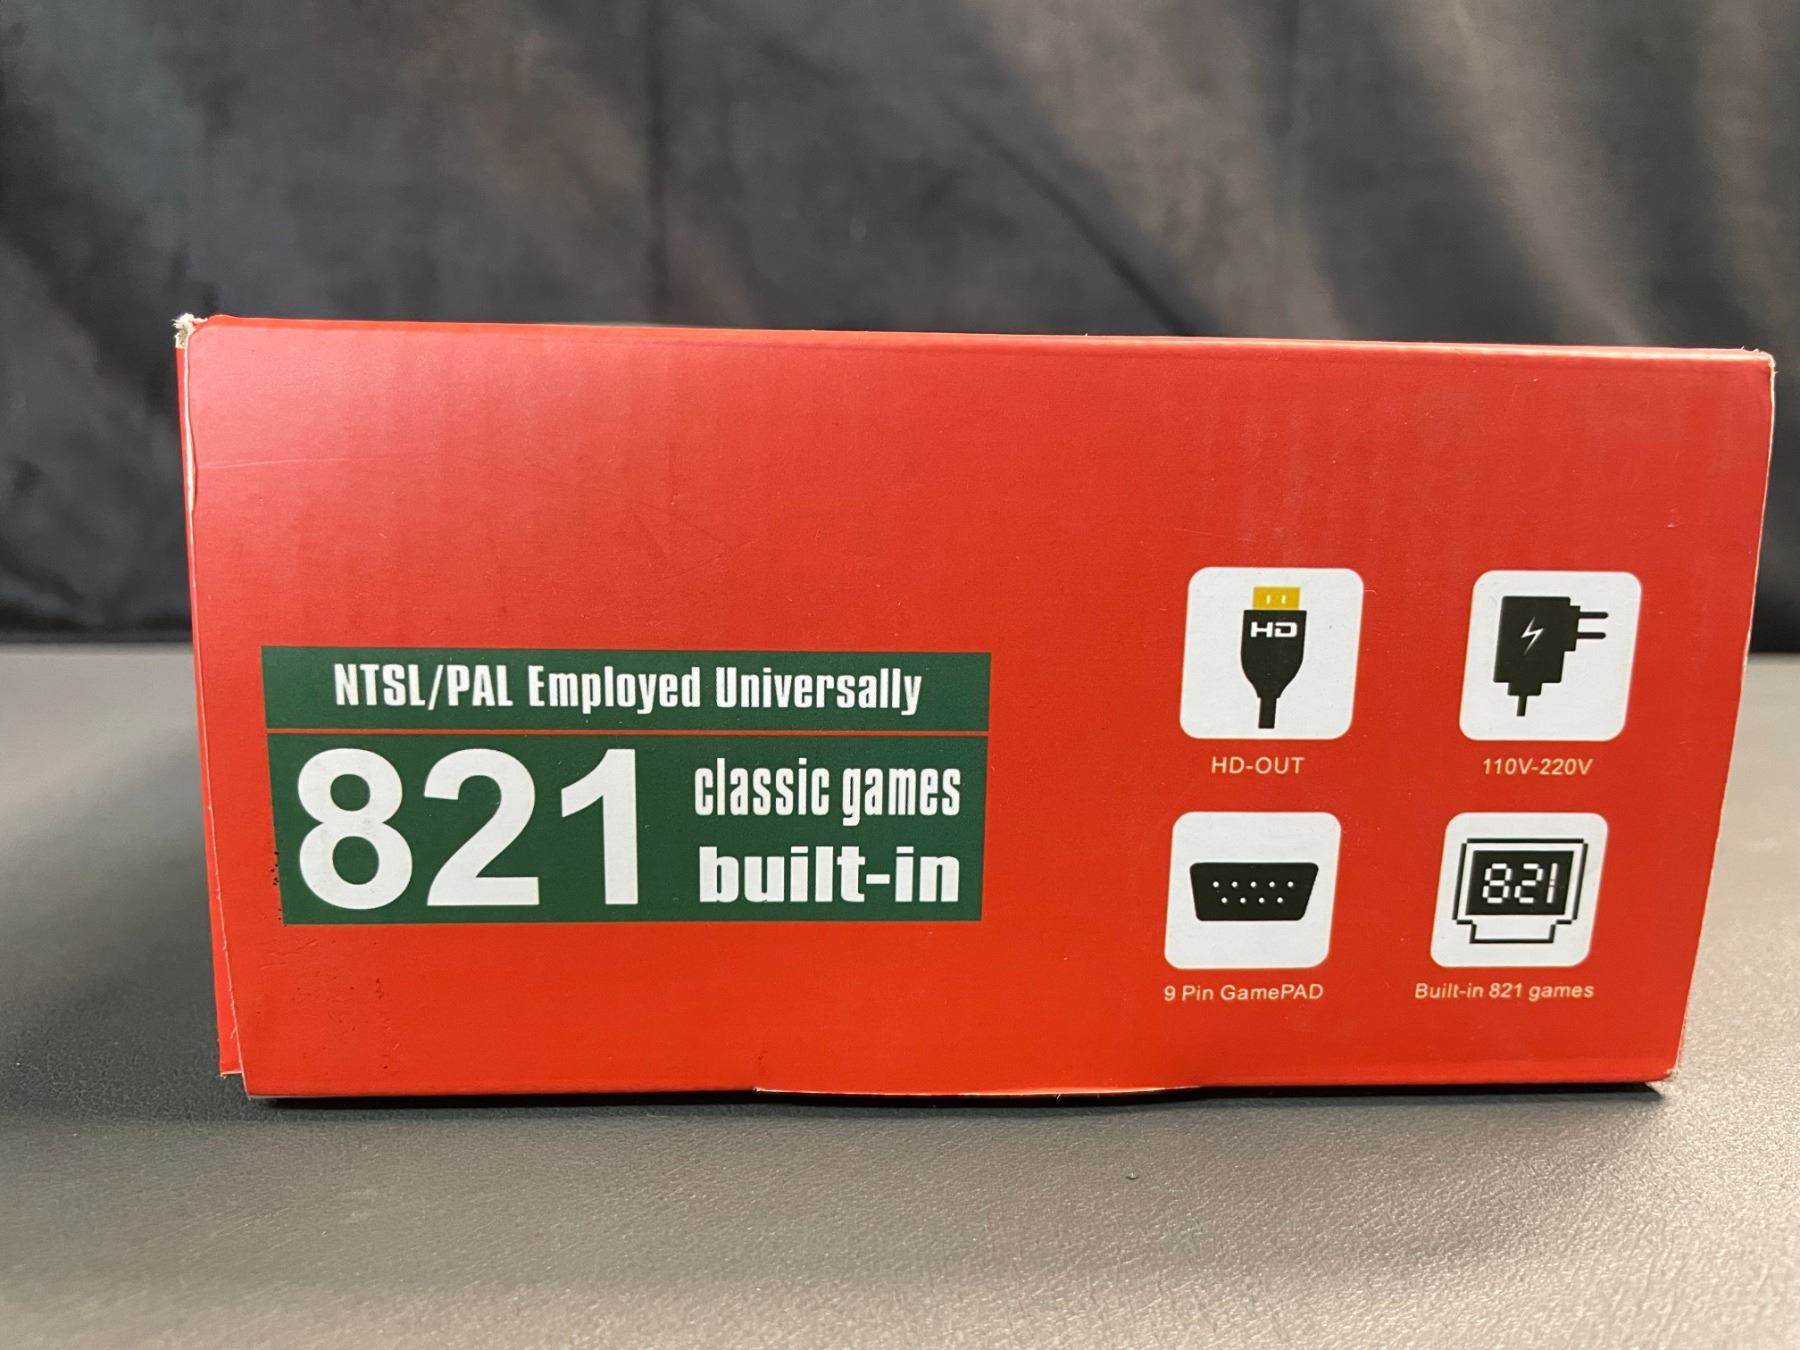 NTSL/PAL Employed Universally
821
classic games
built-in
HD
HD-OUT
110V-220V
9 Pin GamePAD
821
Built-in 821 games